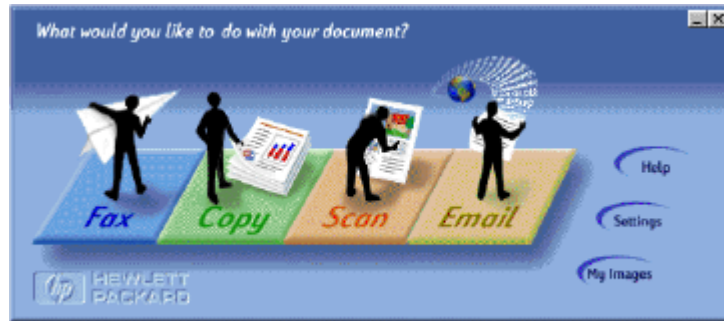 What would you like to do with your document?
Fax
Copy
Scan
Email
Help
Settings
My Images
hp HEWLETT
PACKARD